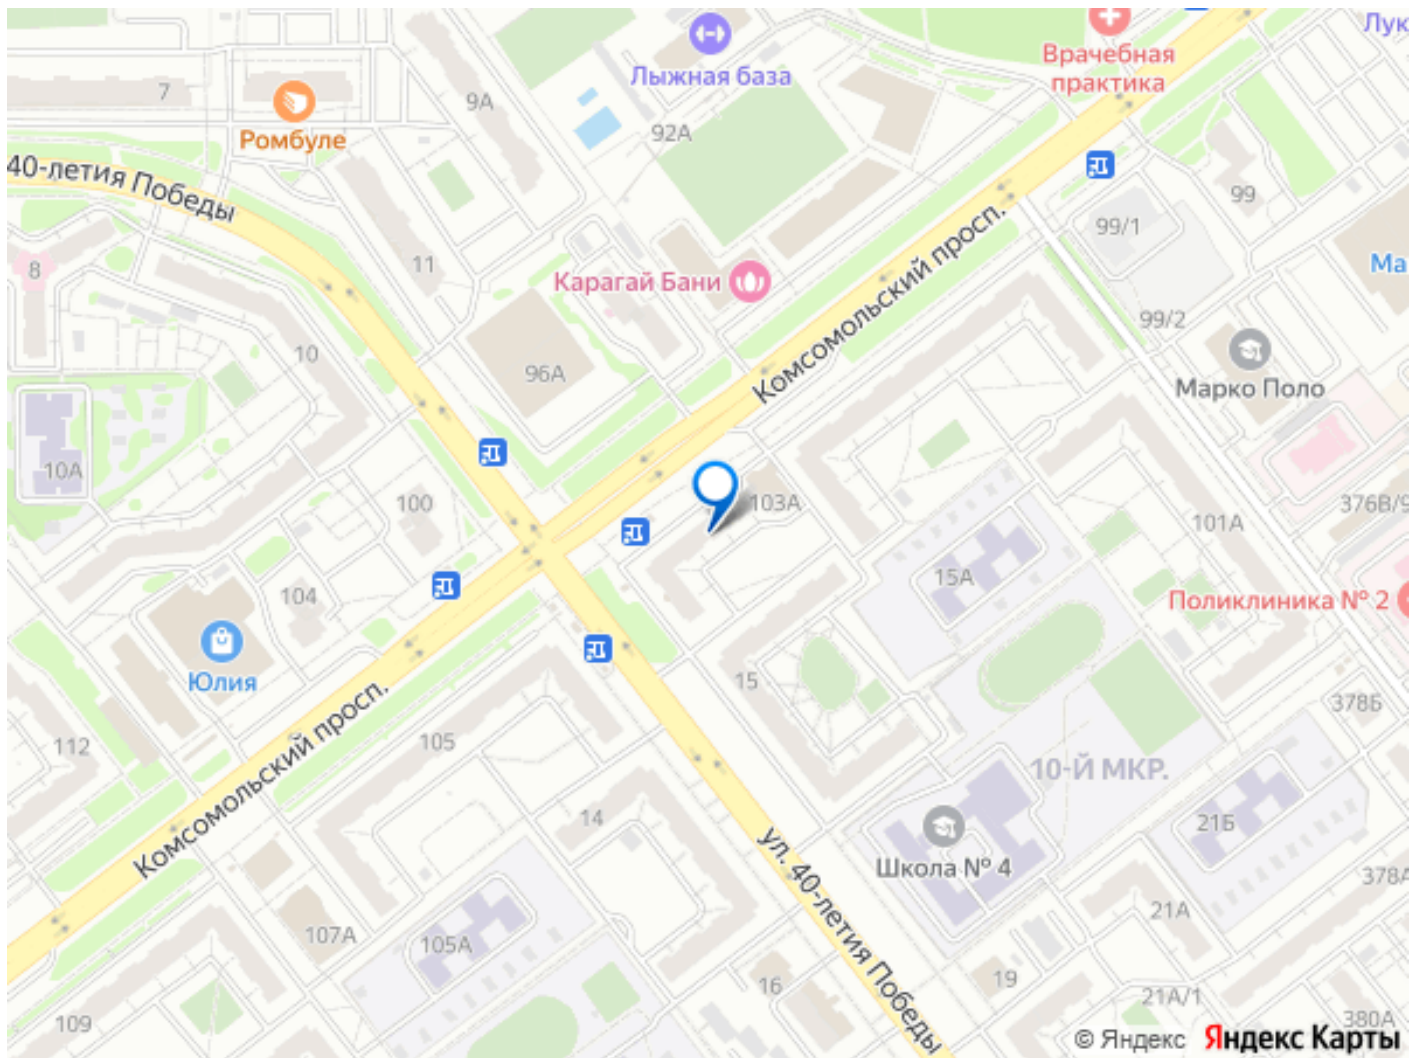 Врачебная
практика
Лук
Лыжная база
7
9А
Ромбуле
92А
40-летия Победы
99
99/1
8
11
Карагай Бани
Комсомольский просп.
Ма
99/2
10
96А
Марко Поло
10А
100
103А
101А
376В/9
15А
104
Поликлиника № 2
Юлия
15
378Б
112
105
Комсомольский просп.
10-Й МКР.
14
21Б
ул. 40-летия Победы
Школа № 4
378А
107А
105А
21А
16
19
21А/1
109
380А
© Яндекс Яндекс Карты